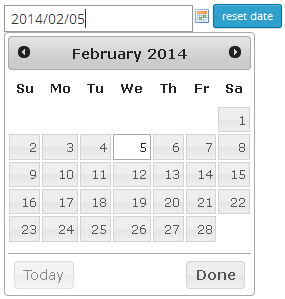 2014/02/05 reset date
February 2014
Su Mo Tu We Th Fr Sa
1
2 3 4 5 6 7 8
9 10 11 12 13 14 15
16 17 18 19 20 21 22
23 24 25 26 27 28
Today Done